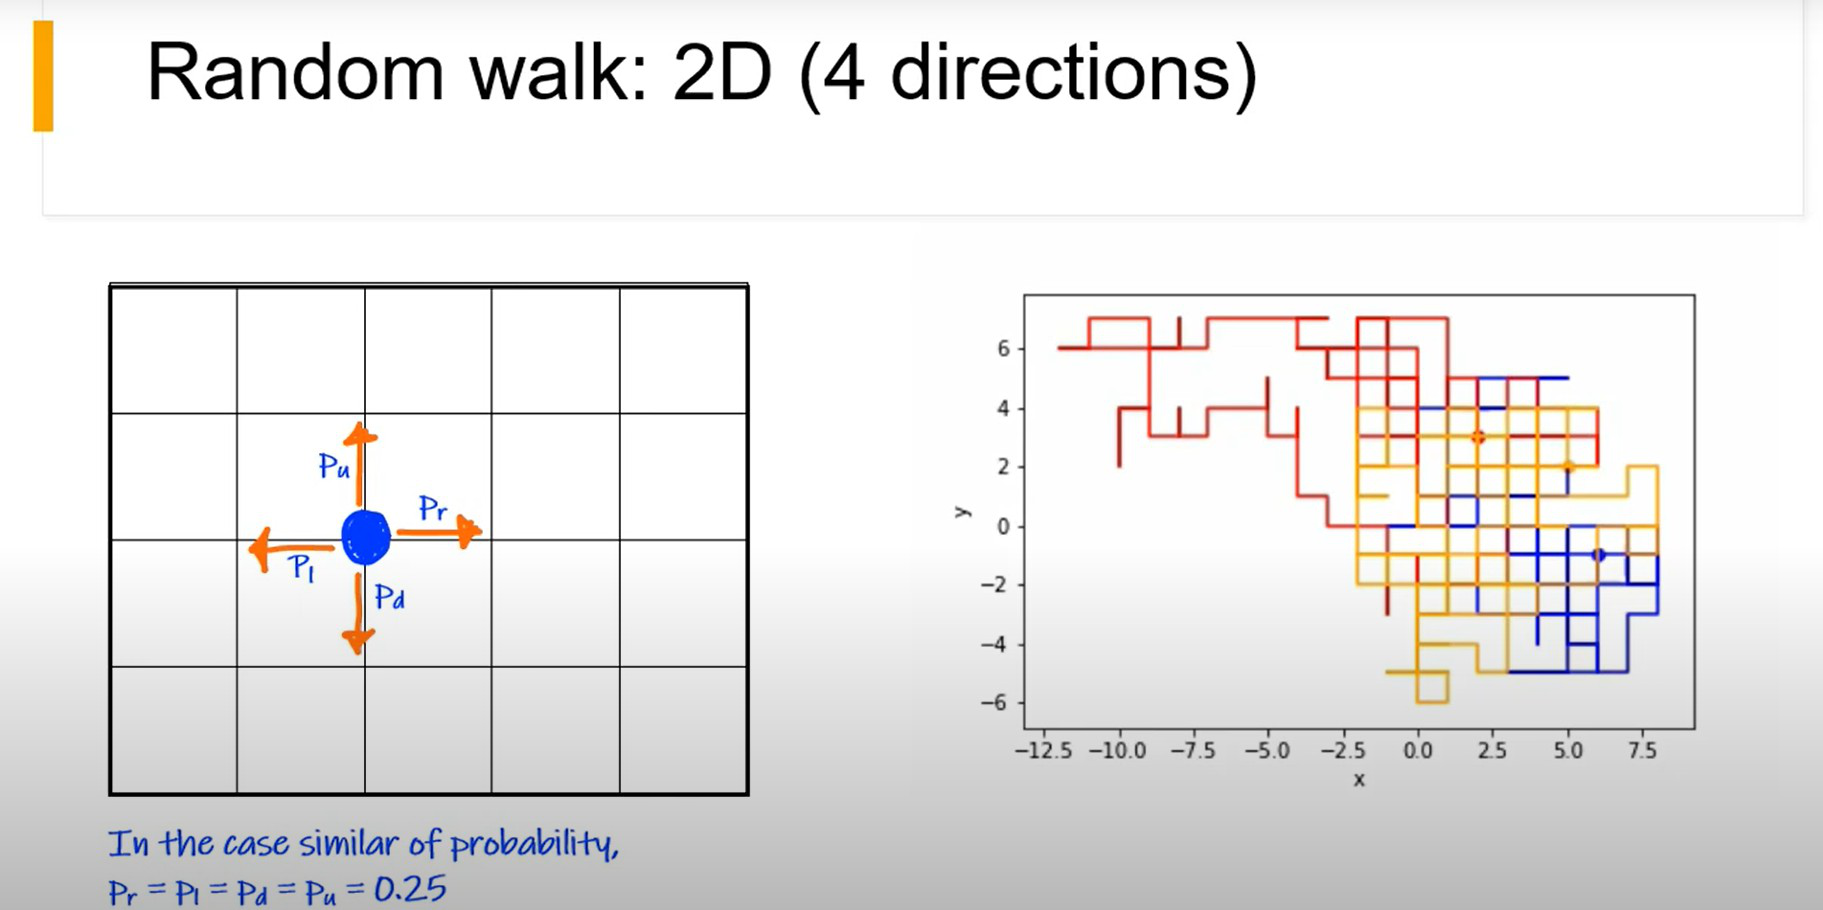 Random walk: 2D (4 directions)
Pu
Pr
Pl
Pd
In the case similar of probability,
Pr = Pl = Pd = Pu = 0.25
6
4
2
0
−2
−4
−6
y
−12.5 −10.0 −7.5 −5.0 −2.5 0.0 2.5 5.0 7.5
x